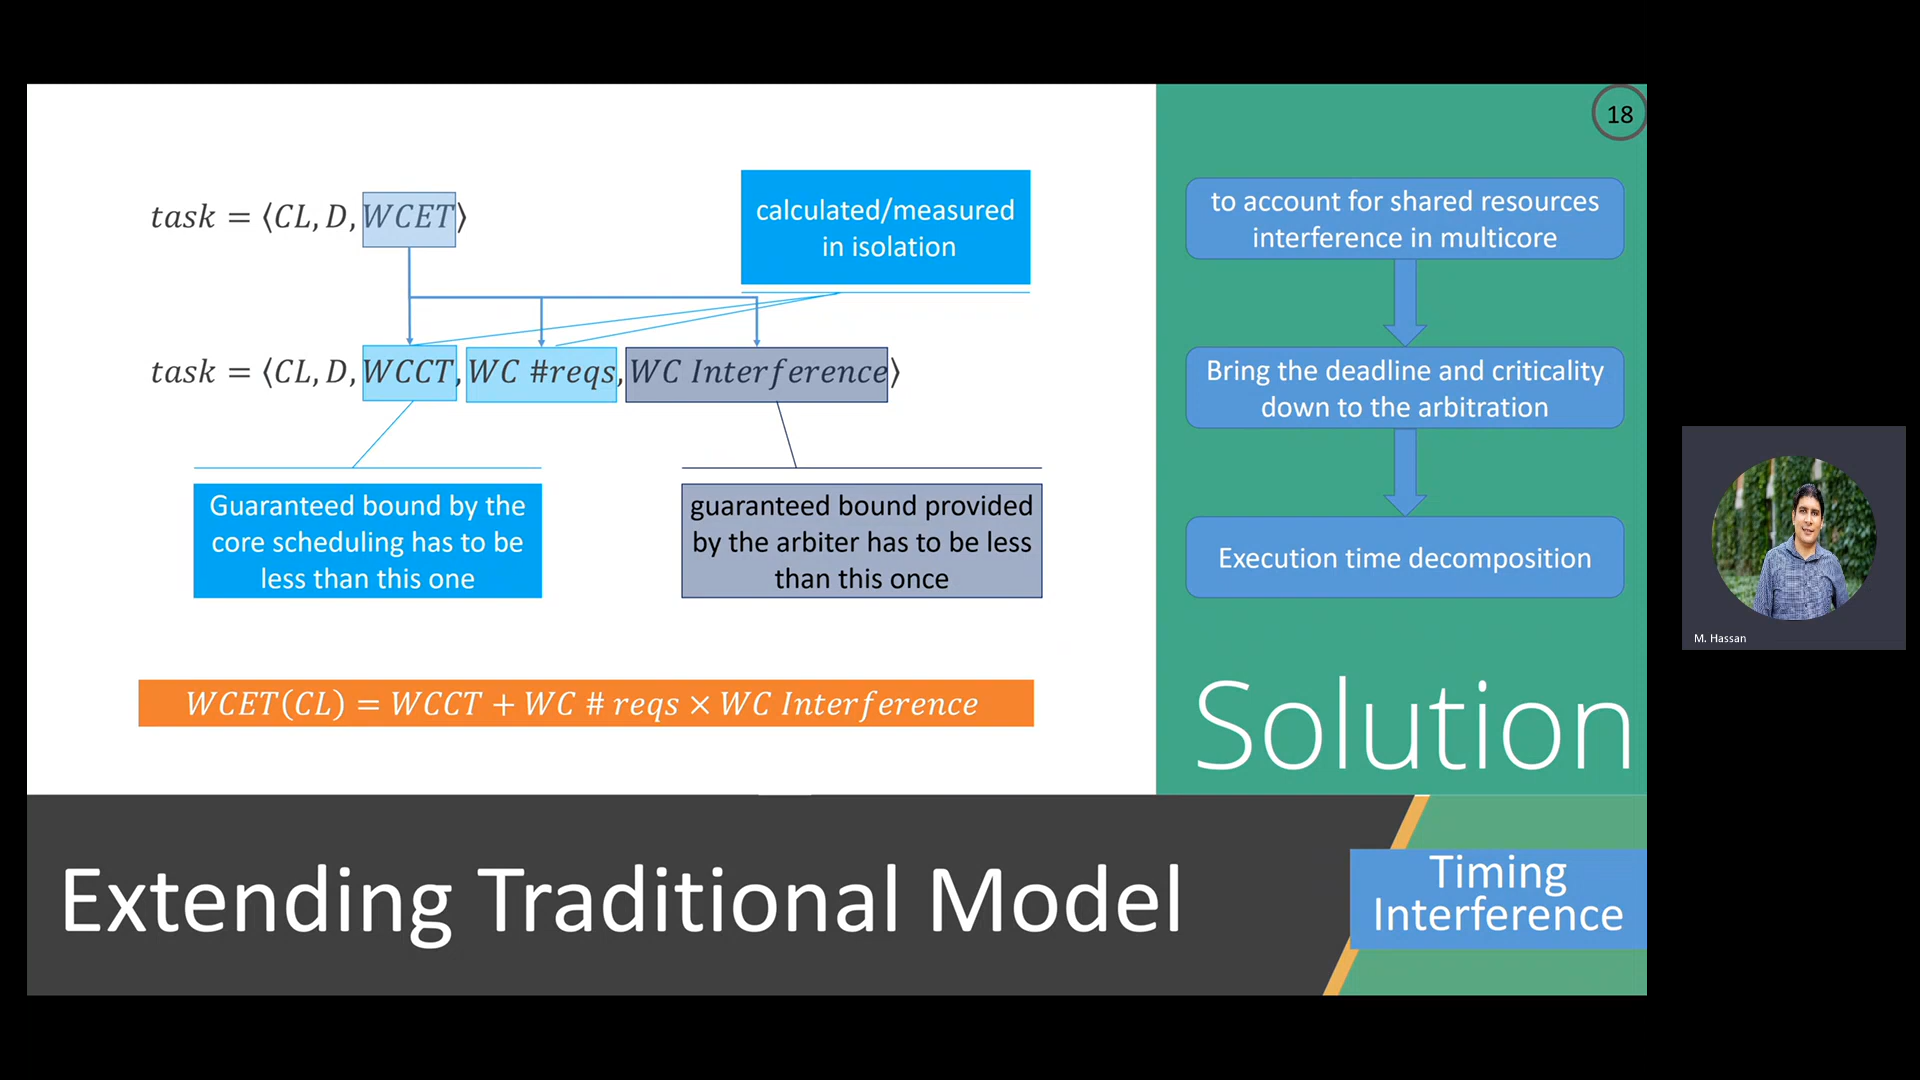 18
task = ⟨CL, D, WCET⟩
calculated/measured
in isolation
task = ⟨CL, D, WCCT, WC #reqs, WC Interference⟩
Guaranteed bound by the
core scheduling has to be
less than this one
guaranteed bound provided
by the arbiter has to be less
than this once
WCET(CL) = WCCT + WC # reqs × WC Interference
to account for shared resources
interference in multicore
Bring the deadline and criticality
down to the arbitration
Execution time decomposition
Solution
Extending Traditional Model
Timing
Interference
M. Hassan